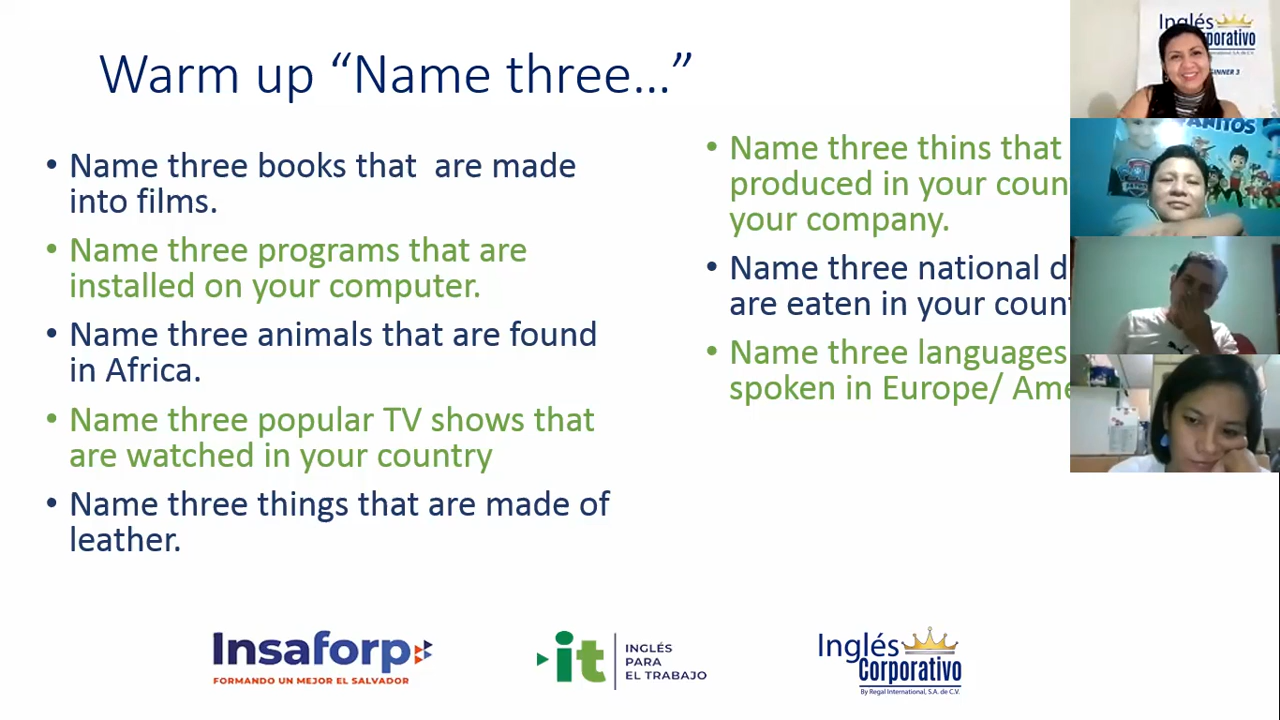 Warm up “Name three...”
• Name three books that are made
into films.
• Name three programs that are
installed on your computer.
• Name three animals that are found
in Africa.
• Name three popular TV shows that
are watched in your country
• Name three things that are made of
leather.
• Name three thins that
produced in your coun
your company.
• Name three national d
are eaten in your coun
• Name three languages
spoken in Europe/ Ame
Inglés
Corporativo
Insaforp
FORMANDO UN MEJOR EL SALVADOR
it
INGLÉS
PARA
EL TRABAJO
Inglés
Corporativo
By Regal International, S.A. de C.V.